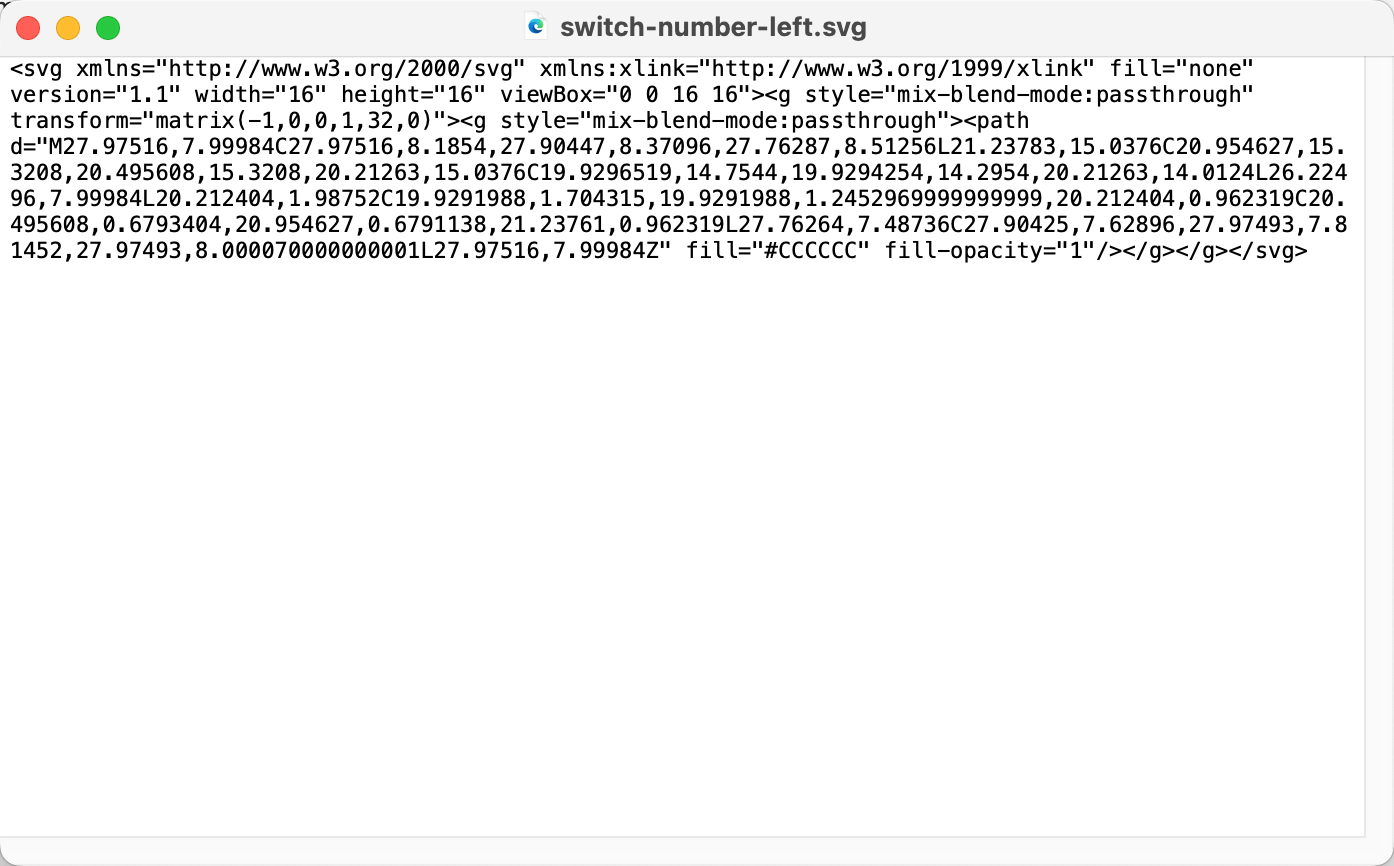 switch-number-left.svg
<svg xmlns="http://www.w3.org/2000/svg" xmlns:xlink="http://www.w3.org/1999/xlink" fill="none"
version="1.1" width="16" height="16" viewBox="0 0 16 16"><g style="mix-blend-mode:passthrough"
transform="matrix(-1,0,0,1,32,0)"><g style="mix-blend-mode:passthrough"><path
d="M27.97516,7.99984C27.97516,8.1854,27.90447,8.37096,27.76287,8.51256L21.23783,15.0376C20.954627,15.
3208,20.495608,15.3208,20.21263,15.0376C19.9296519,14.7544,19.9294254,14.2954,20.21263,14.0124L26.224
96,7.99984L20.212404,1.98752C19.9291988,1.704315,19.9291988,1.2452969999999999,20.212404,0.962319C20.
495608,0.6793404,20.954627,0.6791138,21.23761,0.962319L27.76264,7.48736C27.90425,7.62896,27.97493,7.8
1452,27.97493,8.000070000000001L27.97516,7.99984Z" fill="#CCCCCC" fill-opacity="1"/></g></g></svg>